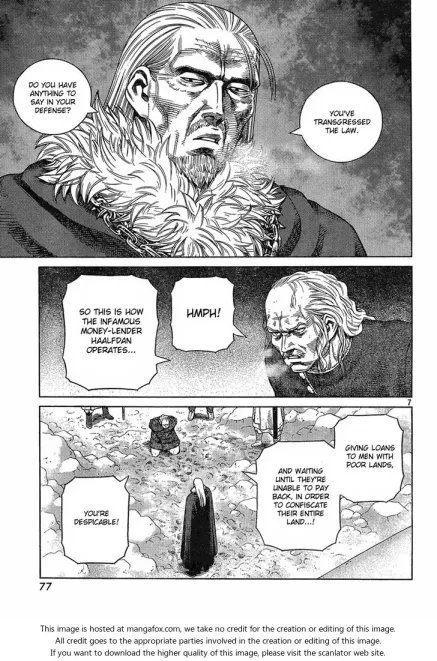 YOU'VE
TRANSGRESSED
THE LAW.
DO YOU HAVE
ANYTHING TO
SAY IN YOUR
DEFENSE?
HMPH!
SO THIS IS HOW
THE INFAMOUS
MONEY-LENDER
HAALFDAN
OPERATES...
7
GIVING LOANS
TO MEN WITH
POOR LANDS,
AND WAITING
UNTIL THEY'RE
UNABLE TO PAY
BACK, IN ORDER
TO CONFISCATE
THEIR ENTIRE
LAND...!
YOU'RE
DESPICABLE!
77
This image is hosted at mangafox.com, we take no credit for the creation or editing of this image.
All credit goes to the appropriate parties involved in the creation or editing of this image.
If you want to download the higher quality of this image, please visit the scanlator web site.